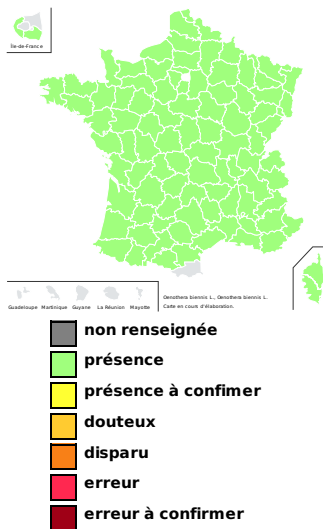 Île-de-France
Oenothera biennis L., Oenothera biennis L.
Carte en cours d'élaboration.
Guadeloupe Martinique Guyane La Réunion Mayotte
non renseignée
présence
présence à confimer
douteux
disparu
erreur
erreur à confirmer